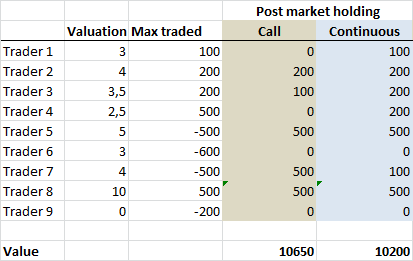 Post market holding
Valuation Max traded Call Continuous
Trader 1 3 100 0 100
Trader 2 4 200 200 200
Trader 3 3,5 200 100 200
Trader 4 2,5 500 0 200
Trader 5 5 -500 500 500
Trader 6 3 -600 0 0
Trader 7 4 -500 500 100
Trader 8 10 500 500 500
Trader 9 0 -200 0 0
Value 10650 10200